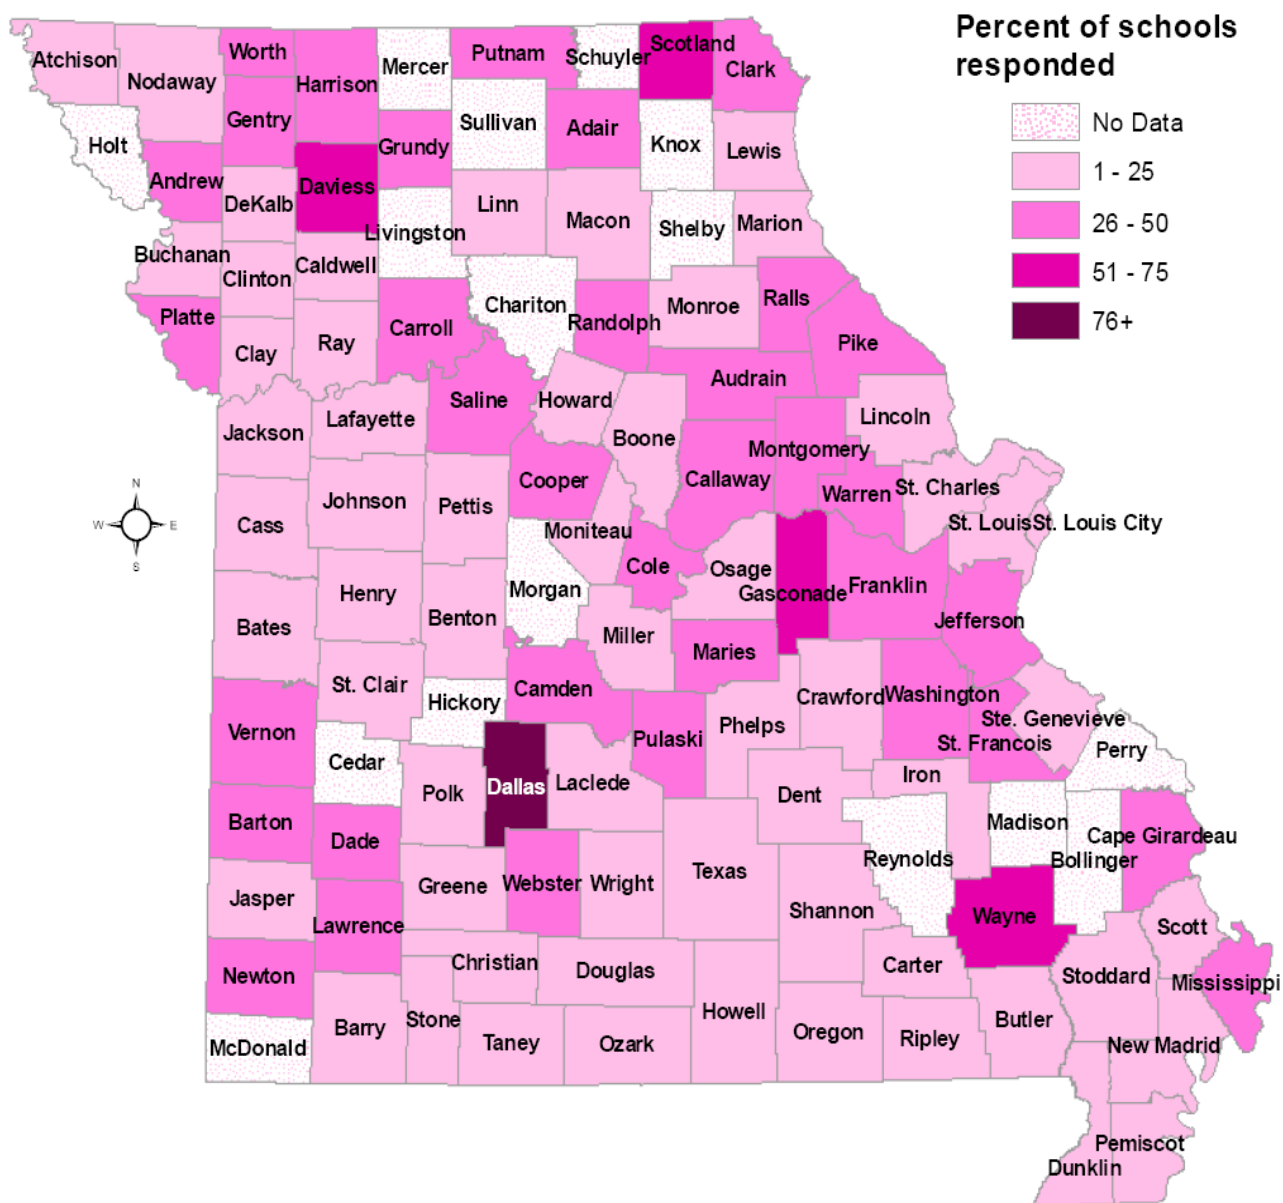 Percent of schools
responded
No Data
1 - 25
26 - 50
51 - 75
76+
Atchison
Nodaway
Worth
Harrison
Mercer
Putnam
Schuyler
Scotland
Clark
Holt
Gentry
Grundy
Sullivan
Adair
Knox
Lewis
Andrew
DeKalb
Daviess
Livingston
Linn
Macon
Shelby
Marion
Buchanan
Clinton
Caldwell
Chariton
Randolph
Monroe
Ralls
Platte
Clay
Ray
Carroll
Pike
Audrain
Saline
Howard
Boone
Lincoln
Jackson
Lafayette
Montgomery
Callaway
Cooper
Warren
St. Charles
Johnson
Pettis
N
W
E
S
Cass
Moniteau
St. Louis
St. Louis City
Cole
Osage
Gasconade
Franklin
Henry
Morgan
Benton
Bates
Miller
Jefferson
Maries
St. Clair
Camden
Hickory
Crawford
Washington
Vernon
Pulaski
Phelps
Ste. Genevieve
St. Francois
Perry
Cedar
Polk
Dallas
Laclede
Dent
Iron
Barton
Dade
Madison
Cape Girardeau
Reynolds
Bollinger
Jasper
Greene
Webster
Wright
Texas
Lawrence
Shannon
Wayne
Scott
Newton
Christian
Douglas
Carter
Stoddard
Mississippi
McDonald
Barry
Stone
Taney
Ozark
Howell
Oregon
Ripley
Butler
New Madrid
Pemiscot
Dunklin